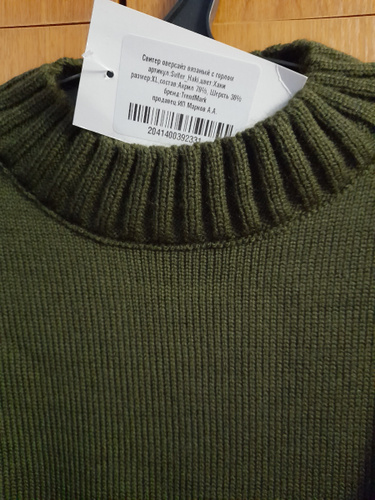 Свитер оверсайз вязаный с горлом
артикул:Sviter_Haki,цвет:Хаки
размер:XL,состав:Акрил 70%, Шерсть 30%
бренд:TrendMark
продавец:ИП Марков А.А.
2041400392331